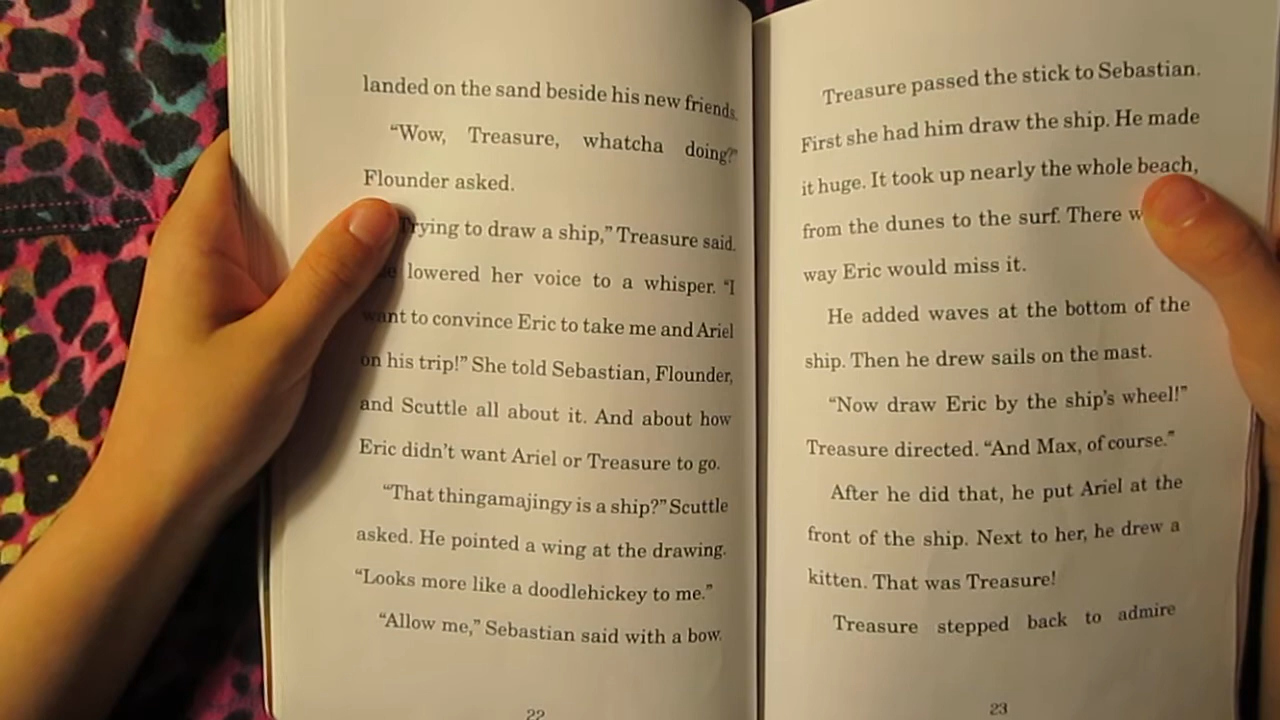 landed on the sand beside his new friends.
“Wow, Treasure, whatcha doing?”
Flounder asked.
Trying to draw a ship,” Treasure said.
lowered her voice to a whisper. “I
want to convince Eric to take me and Ariel
on his trip!” She told Sebastian, Flounder,
and Scuttle all about it. And about how
Eric didn’t want Ariel or Treasure to go.
“That thingamajingy is a ship?” Scuttle
asked. He pointed a wing at the drawing.
“Looks more like a doodlehickey to me.”
“Allow me,” Sebastian said with a bow.
22
Treasure passed the stick to Sebastian.
First she had him draw the ship. He made
it huge. It took up nearly the whole beach,
from the dunes to the surf. There
way Eric would miss it.
He added waves at the bottom of the
ship. Then he drew sails on the mast.
“Now draw Eric by the ship’s wheel!”
Treasure directed. “And Max, of course.”
After he did that, he put Ariel at the
front of the ship. Next to her, he drew a
kitten. That was Treasure!
Treasure stepped back to admire
23